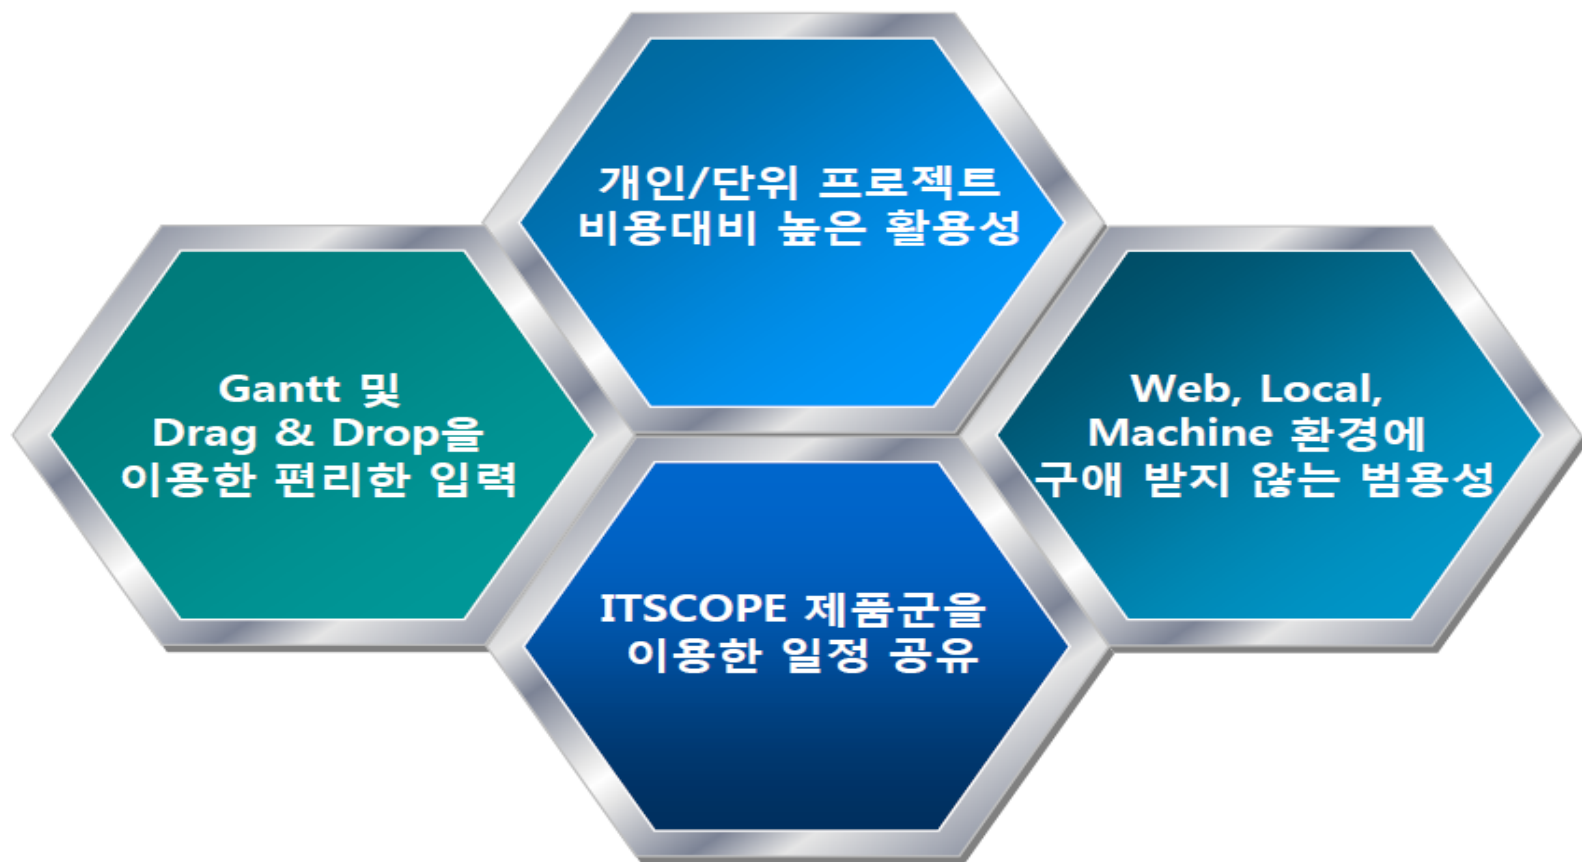 개인/단위 프로젝트
비용대비 높은 활용성
Gantt 및
Drag & Drop을
이용한 편리한 입력
Web, Local,
Machine 환경에
구애 받지 않는 범용성
ITSCOPE 제품군을
이용한 일정 공유